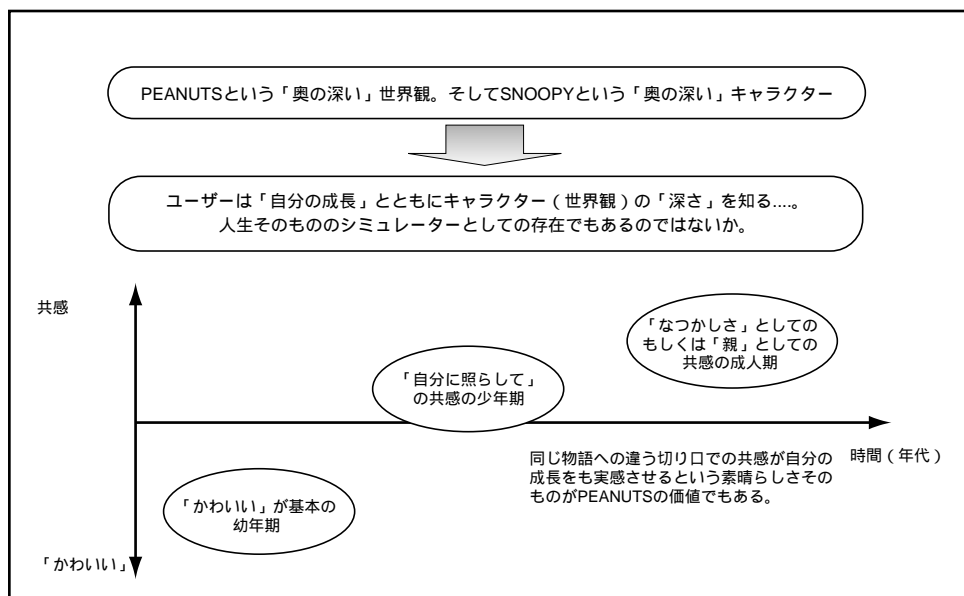 PEANUTSという「奥の深い」世界観。そしてSNOOPYという「奥の深い」キャラクター
ユーザーは「自分の成長」とともにキャラクター（世界観）の「深さ」を知る....。
人生そのもののシミュレーターとしての存在でもあるのではないか。
共感
「なつかしさ」としての
もしくは「親」としての
共感の成人期
「自分に照らして」
の共感の少年期
時間（年代）
同じ物語への違う切り口での共感が自分の
成長をも実感させるという素晴らしさその
ものがPEANUTSの価値でもある。
「かわいい」が基本の
幼年期
「かわいい」